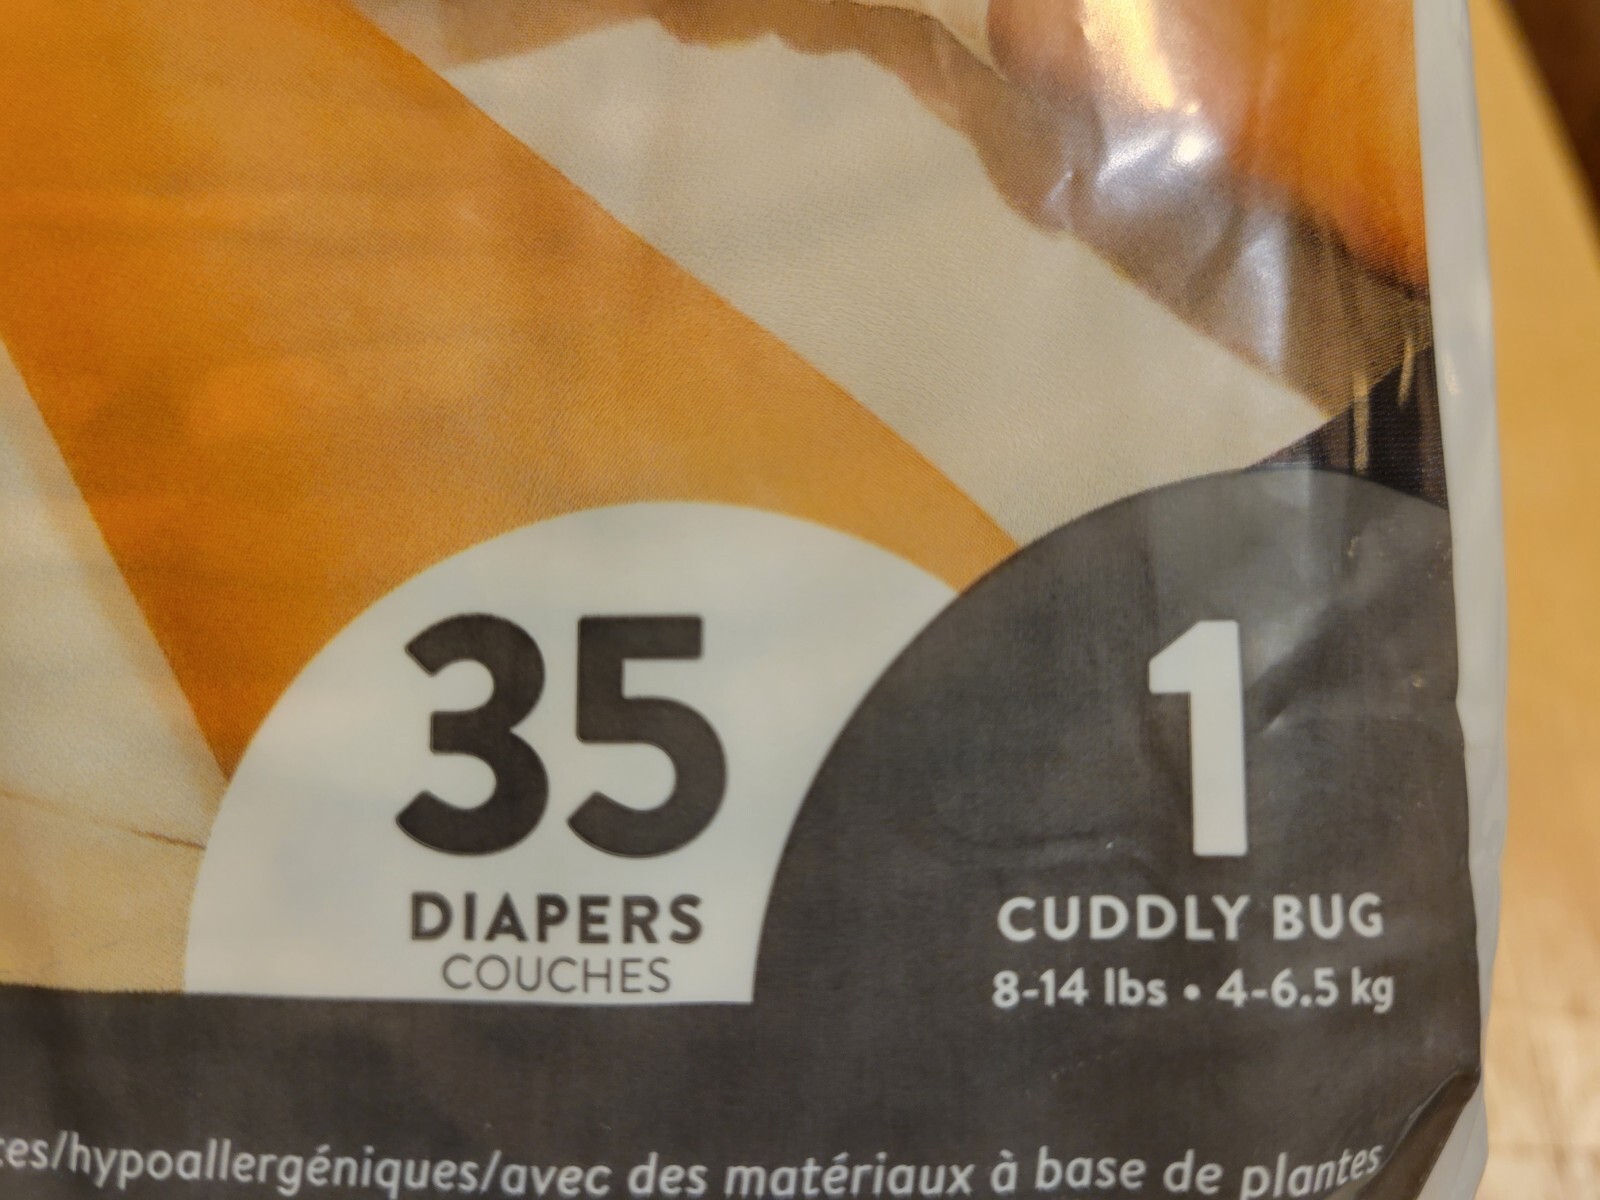 35
DIAPERS
COUCHES
1
CUDDLY BUG
8-14 lbs • 4-6.5 kg
hypoallergéniques/avec des matériaux à base de plantes